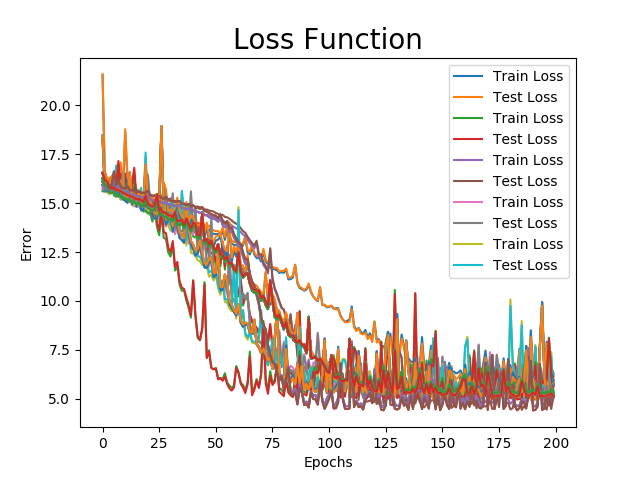 Loss Function
20.0
17.5
15.0
12.5
10.0
7.5
5.0
Error
Train Loss
Test Loss
Train Loss
Test Loss
Train Loss
Test Loss
Train Loss
Test Loss
Train Loss
Test Loss
0 25 50 75 100 125 150 175 200
Epochs